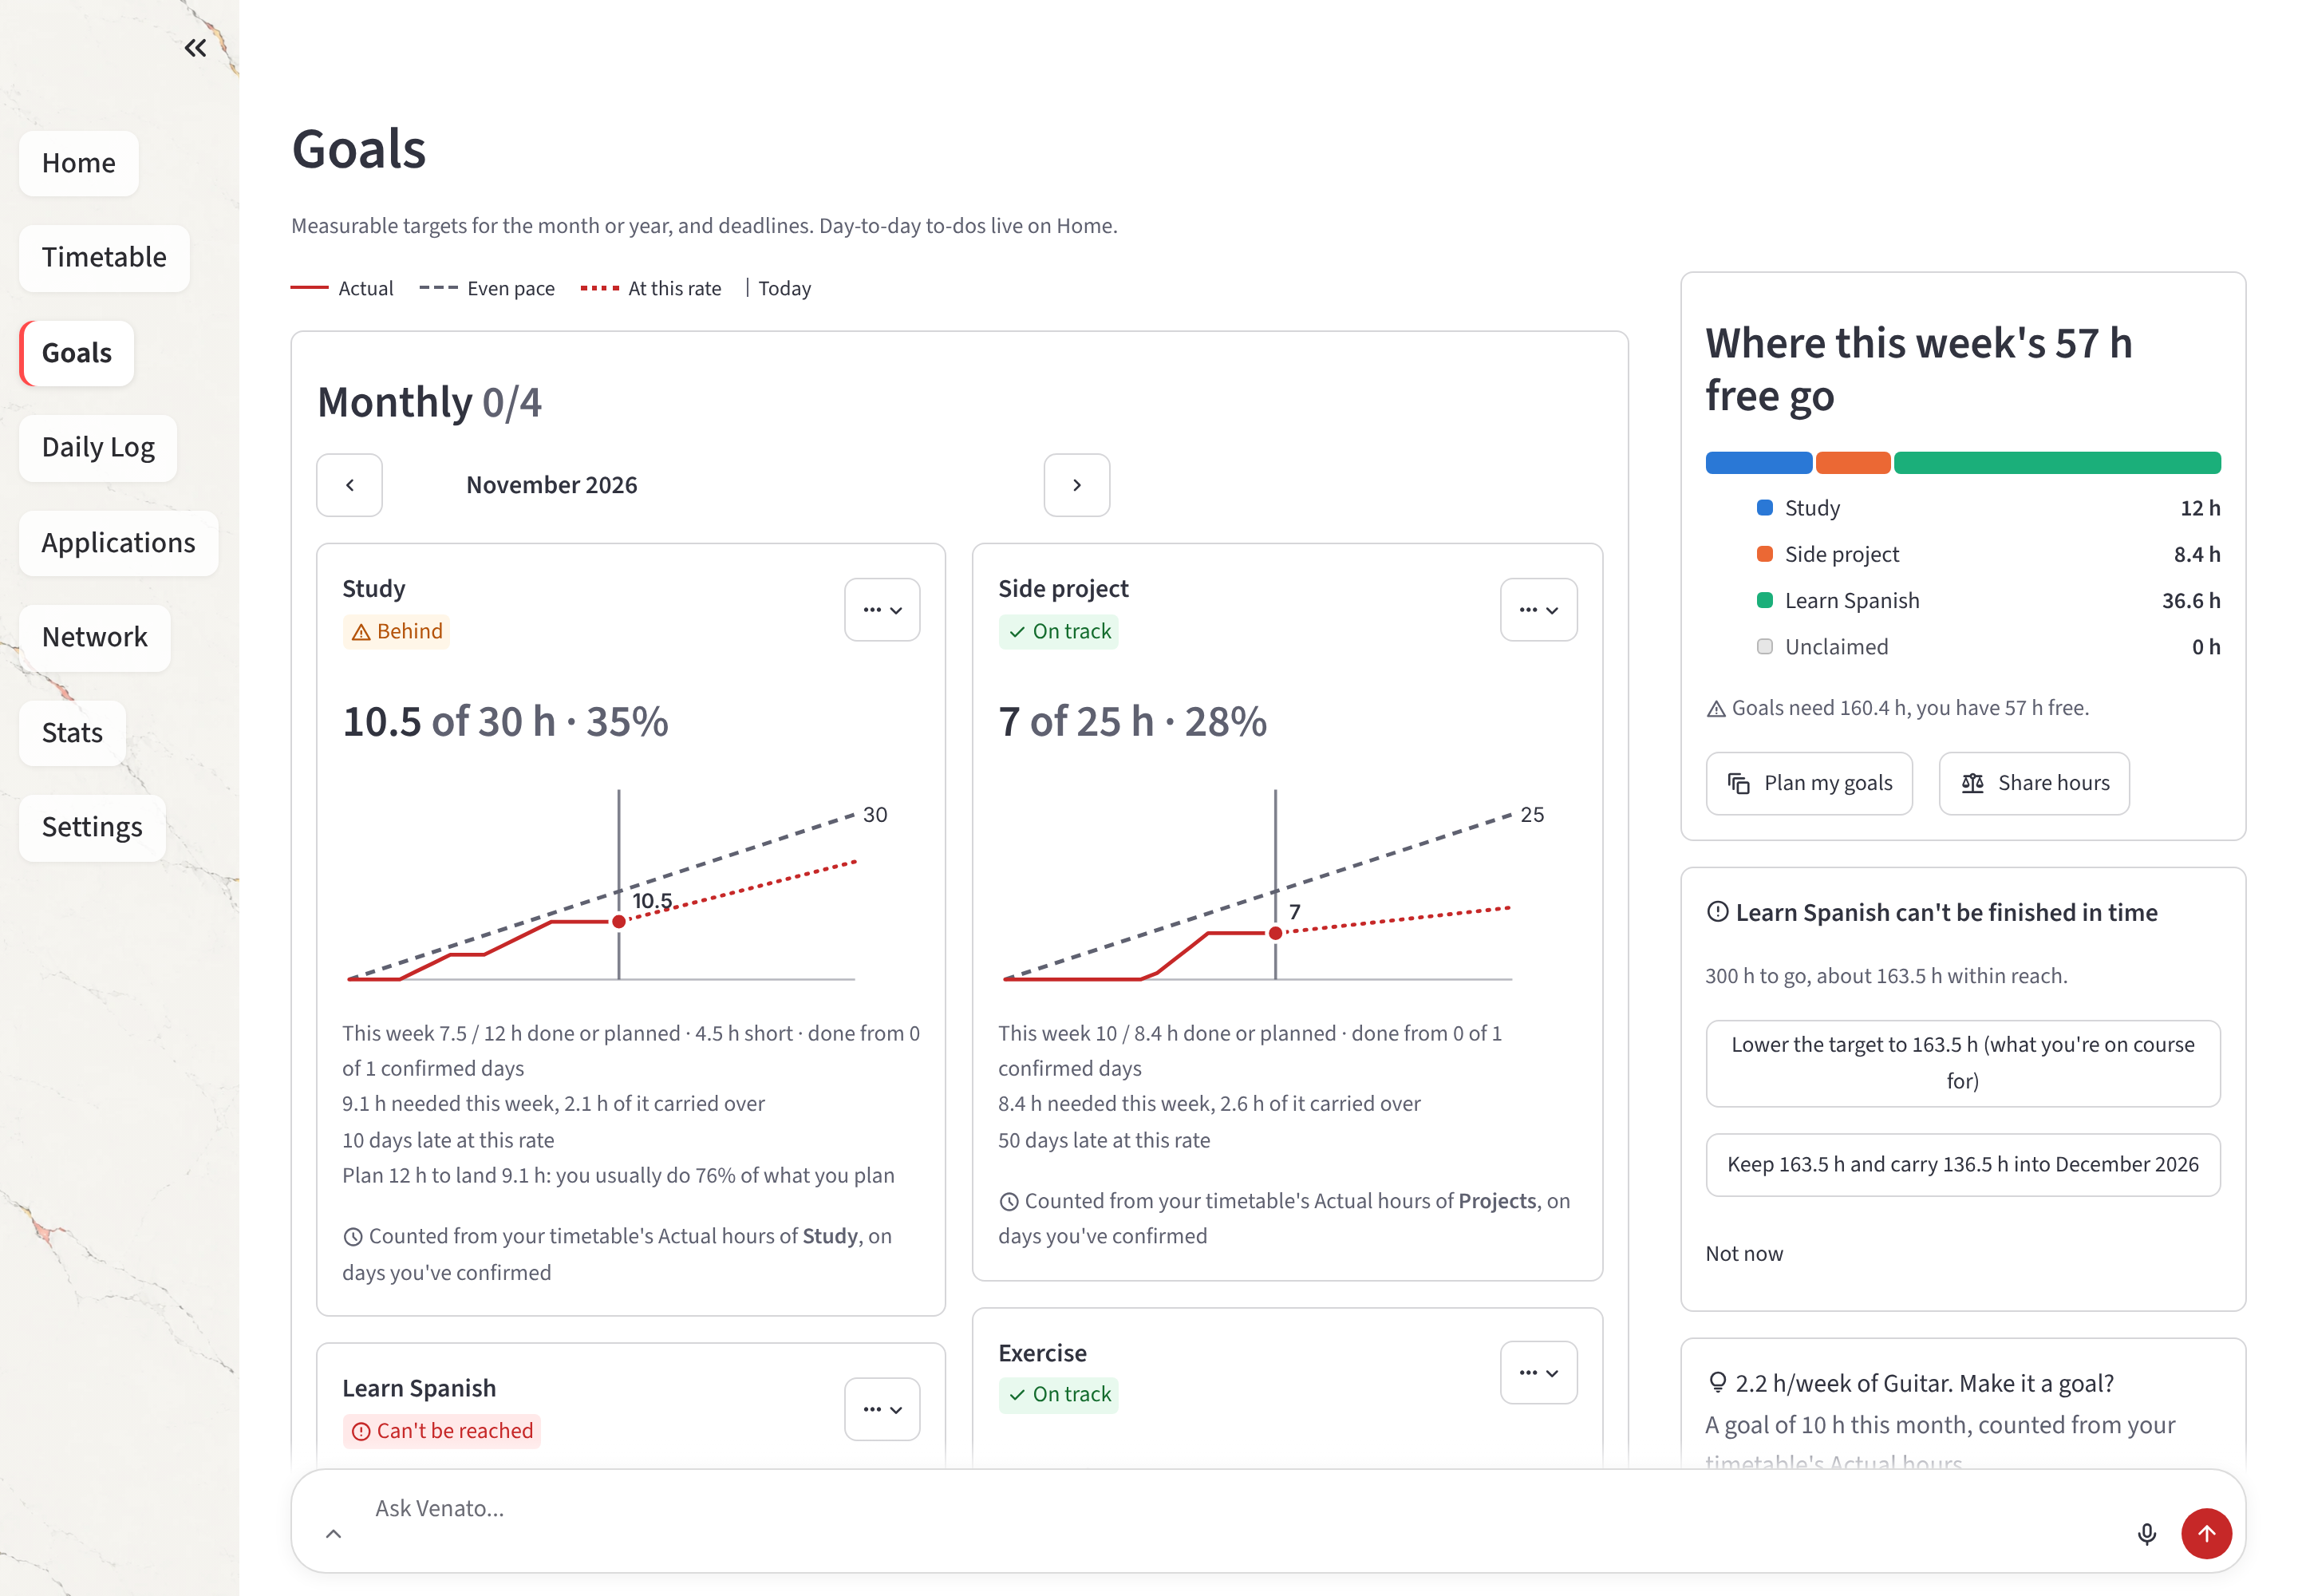 Home
Timetable
Goals
Daily Log
Applications
Network
Stats
Settings
Goals
Measurable targets for the month or year, and deadlines. Day-to-day to-dos live on Home.
Actual
Even pace
At this rate
Today
Monthly 0/4
November 2026
Study
Behind
10.5 of 30 h · 35%
30
10.5
This week 7.5 / 12 h done or planned · 4.5 h short · done from 0
of 1 confirmed days
9.1 h needed this week, 2.1 h of it carried over
10 days late at this rate
Plan 12 h to land 9.1 h: you usually do 76% of what you plan
Counted from your timetable's Actual hours of Study, on
days you've confirmed
Side project
On track
7 of 25 h · 28%
25
7
This week 10 / 8.4 h done or planned · done from 0 of 1
confirmed days
8.4 h needed this week, 2.6 h of it carried over
50 days late at this rate
Counted from your timetable's Actual hours of Projects, on
days you've confirmed
Learn Spanish
Can't be reached
Exercise
On track
Where this week's 57 h
free go
Study 12 h
Side project 8.4 h
Learn Spanish 36.6 h
Unclaimed 0 h
Goals need 160.4 h, you have 57 h free.
Plan my goals
Share hours
Learn Spanish can't be finished in time
300 h to go, about 163.5 h within reach.
Lower the target to 163.5 h (what you're on course
for)
Keep 163.5 h and carry 136.5 h into December 2026
Not now
2.2 h/week of Guitar. Make it a goal?
A goal of 10 h this month, counted from your
timetable's Actual hours
Ask Venato...